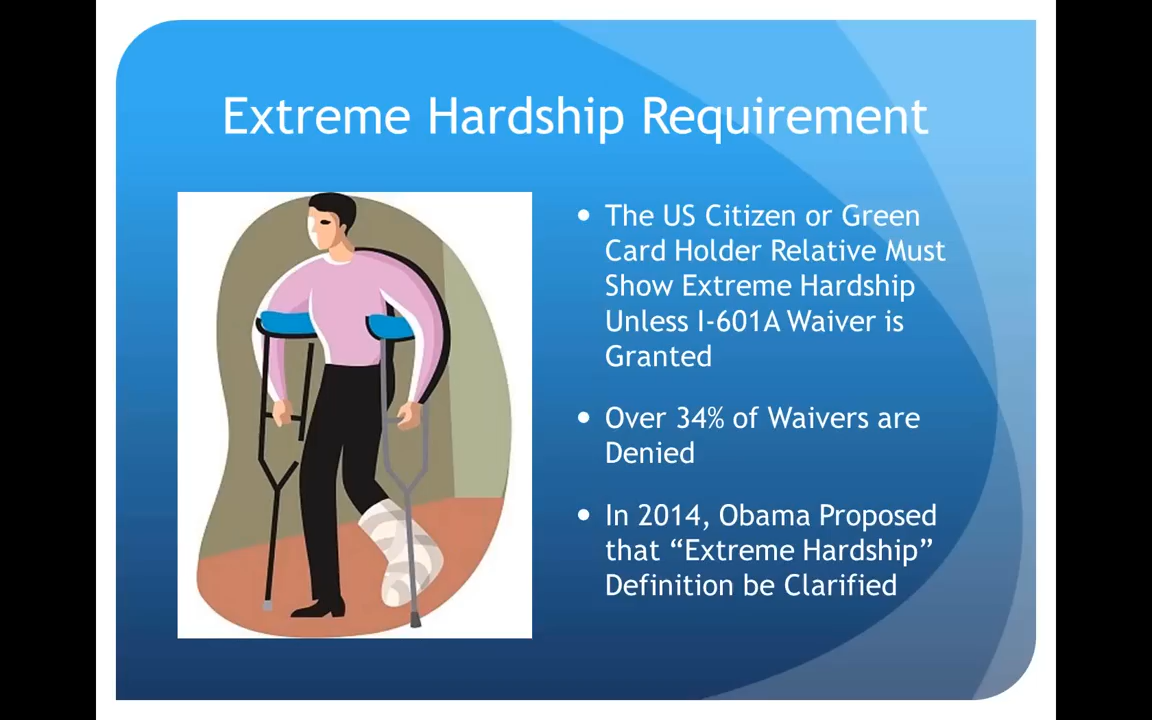 Extreme Hardship Requirement
• The US Citizen or Green
Card Holder Relative Must
Show Extreme Hardship
Unless I-601A Waiver is
Granted
• Over 34% of Waivers are
Denied
• In 2014, Obama Proposed
that “Extreme Hardship”
Definition be Clarified